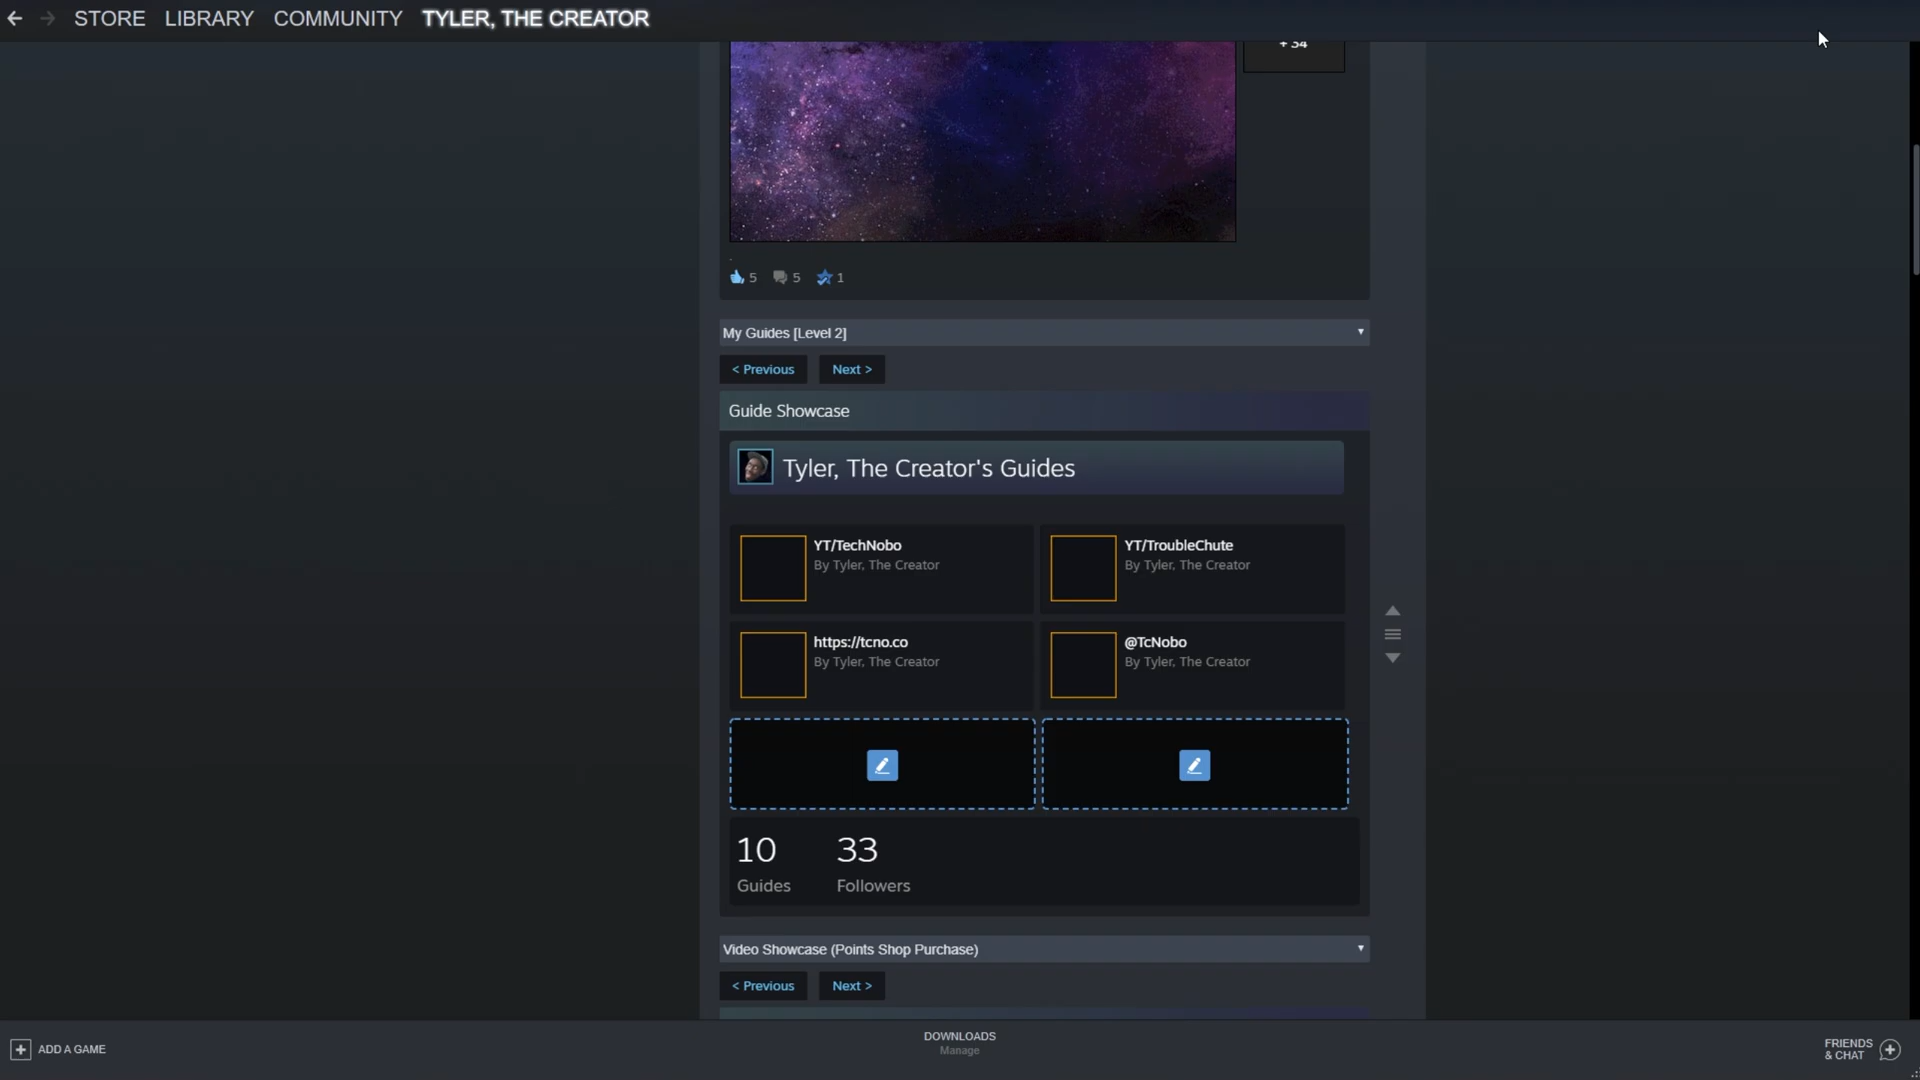 STORE LIBRARY COMMUNITY TYLER, THE CREATOR
+ 34
5 5 1
My Guides [Level 2]
< Previous Next >
Guide Showcase
Tyler, The Creator's Guides
YT/TechNobo
By Tyler, The Creator
YT/TroubleChute
By Tyler, The Creator
https://tcno.co
By Tyler, The Creator
@TcNobo
By Tyler, The Creator
10 33
Guides Followers
Video Showcase (Points Shop Purchase)
< Previous Next >
ADD A GAME
DOWNLOADS
Manage
FRIENDS
& CHAT